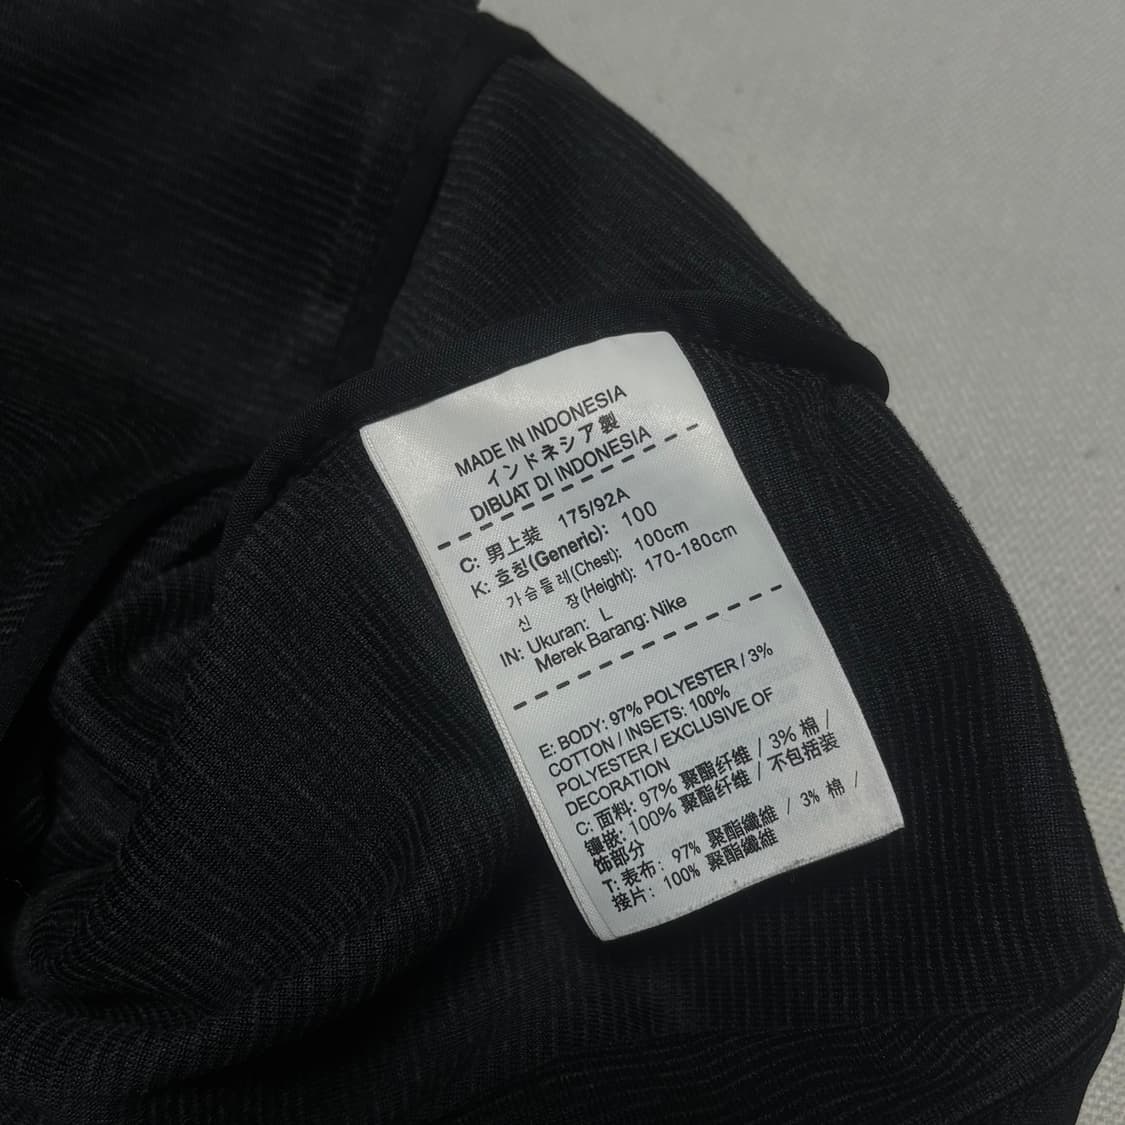 MADE IN INDONESIA
インドネシア製
DIBUAT DI INDONESIA
C: 男上装 175/92A
K: 호칭(Generic): 100
가슴둘레(Chest): 100cm
신 장(Height): 170-180cm
IN: Ukuran: L
Merek Barang: Nike
E: BODY: 97% POLYESTER / 3%
COTTON / INSETS: 100%
POLYESTER / EXCLUSIVE OF
DECORATION
C: 面料: 97% 聚酯纤维 / 3% 棉 /
镶嵌: 100% 聚酯纤维 / 不包括装
饰部分
T: 表布: 97% 聚酯纖維 / 3% 棉 /
接片: 100% 聚酯纖維